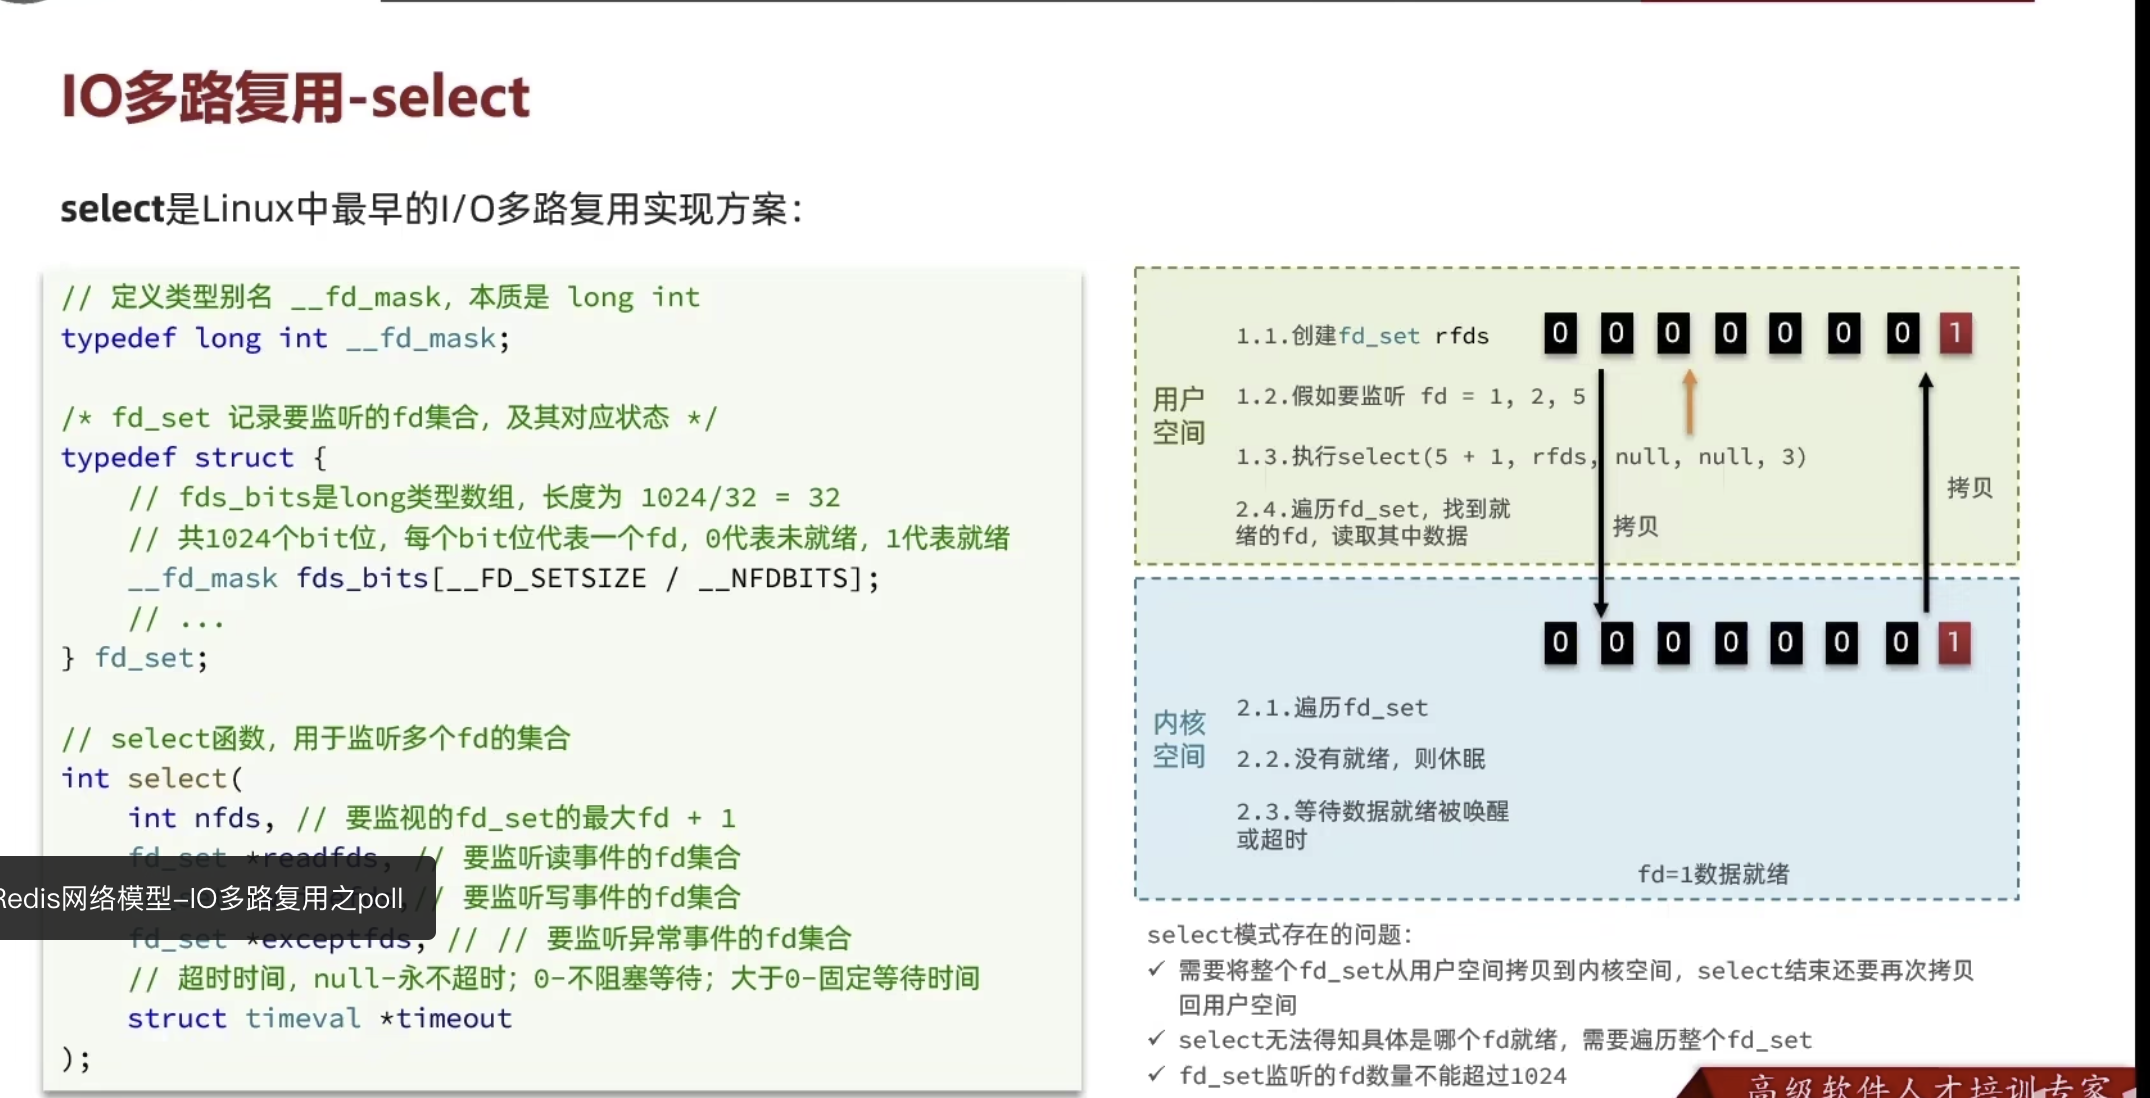 IO多路复用-select
select是Linux中最早的I/O多路复用实现方案：
// 定义类型别名 __fd_mask，本质是 long int
typedef long int __fd_mask;
/* fd_set 记录要监听的fd集合，及其对应状态 */
typedef struct {
// fds_bits是long类型数组，长度为 1024/32 = 32
// 共1024个bit位，每个bit位代表一个fd，0代表未就绪，1代表就绪
__fd_mask fds_bits[__FD_SETSIZE / __NFDBITS];
// ...
} fd_set;
// select函数，用于监听多个fd的集合
int select(
int nfds, // 要监视的fd_set的最大fd + 1
fd_set *readfds, // 要监听读事件的fd集合
// 要监听写事件的fd集合
fd_set *exceptfds, // // 要监听异常事件的fd集合
// 超时时间，null-永不超时；0-不阻塞等待；大于0-固定等待时间
struct timeval *timeout
);
Redis网络模型-IO多路复用之poll
用户
空间
1.1.创建fd_set rfds
0 0 0 0 0 0 0 1
1.2.假如要监听 fd = 1, 2, 5
1.3.执行select(5 + 1, rfds, null, null, 3)
2.4.遍历fd_set，找到就
绪的fd，读取其中数据
拷贝
拷贝
内核
空间
0 0 0 0 0 0 0 1
2.1.遍历fd_set
2.2.没有就绪，则休眠
2.3.等待数据就绪被唤醒
或超时
fd=1数据就绪
select模式存在的问题：
✓ 需要将整个fd_set从用户空间拷贝到内核空间，select结束还要再次拷贝
回用户空间
✓ select无法得知具体是哪个fd就绪，需要遍历整个fd_set
✓ fd_set监听的fd数量不能超过1024
高级软件人才培训专家